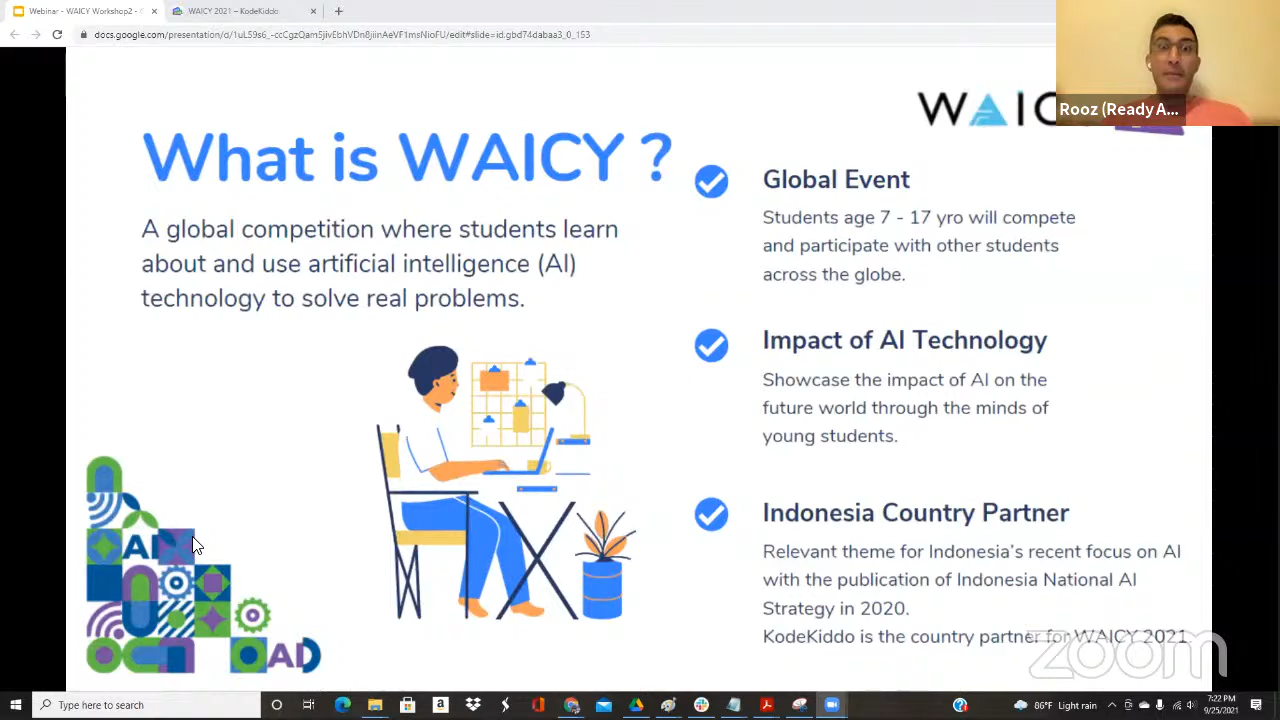 Webinar - WAICY Workshop2 - G
WAICY 2021 – KodeKiddo
docs.google.com/presentation/d/1uL59s6_-ccCgzQam5jivEbhVDn8jiinAeVF1msNioFU/edit#slide=id.gbd74dabaa3_0_153
Rooz (Ready A...
WAIC
What is WAICY ?
A global competition where students learn
about and use artificial intelligence (AI)
technology to solve real problems.
Global Event
Students age 7 - 17 yro will compete
and participate with other students
across the globe.
Impact of AI Technology
Showcase the impact of AI on the
future world through the minds of
young students.
Indonesia Country Partner
Relevant theme for Indonesia's recent focus on AI
with the publication of Indonesia National AI
Strategy in 2020.
KodeKiddo is the country partner for WAICY 2021
zoom
Type here to search
86°F Light rain
7:22 PM
9/25/2021